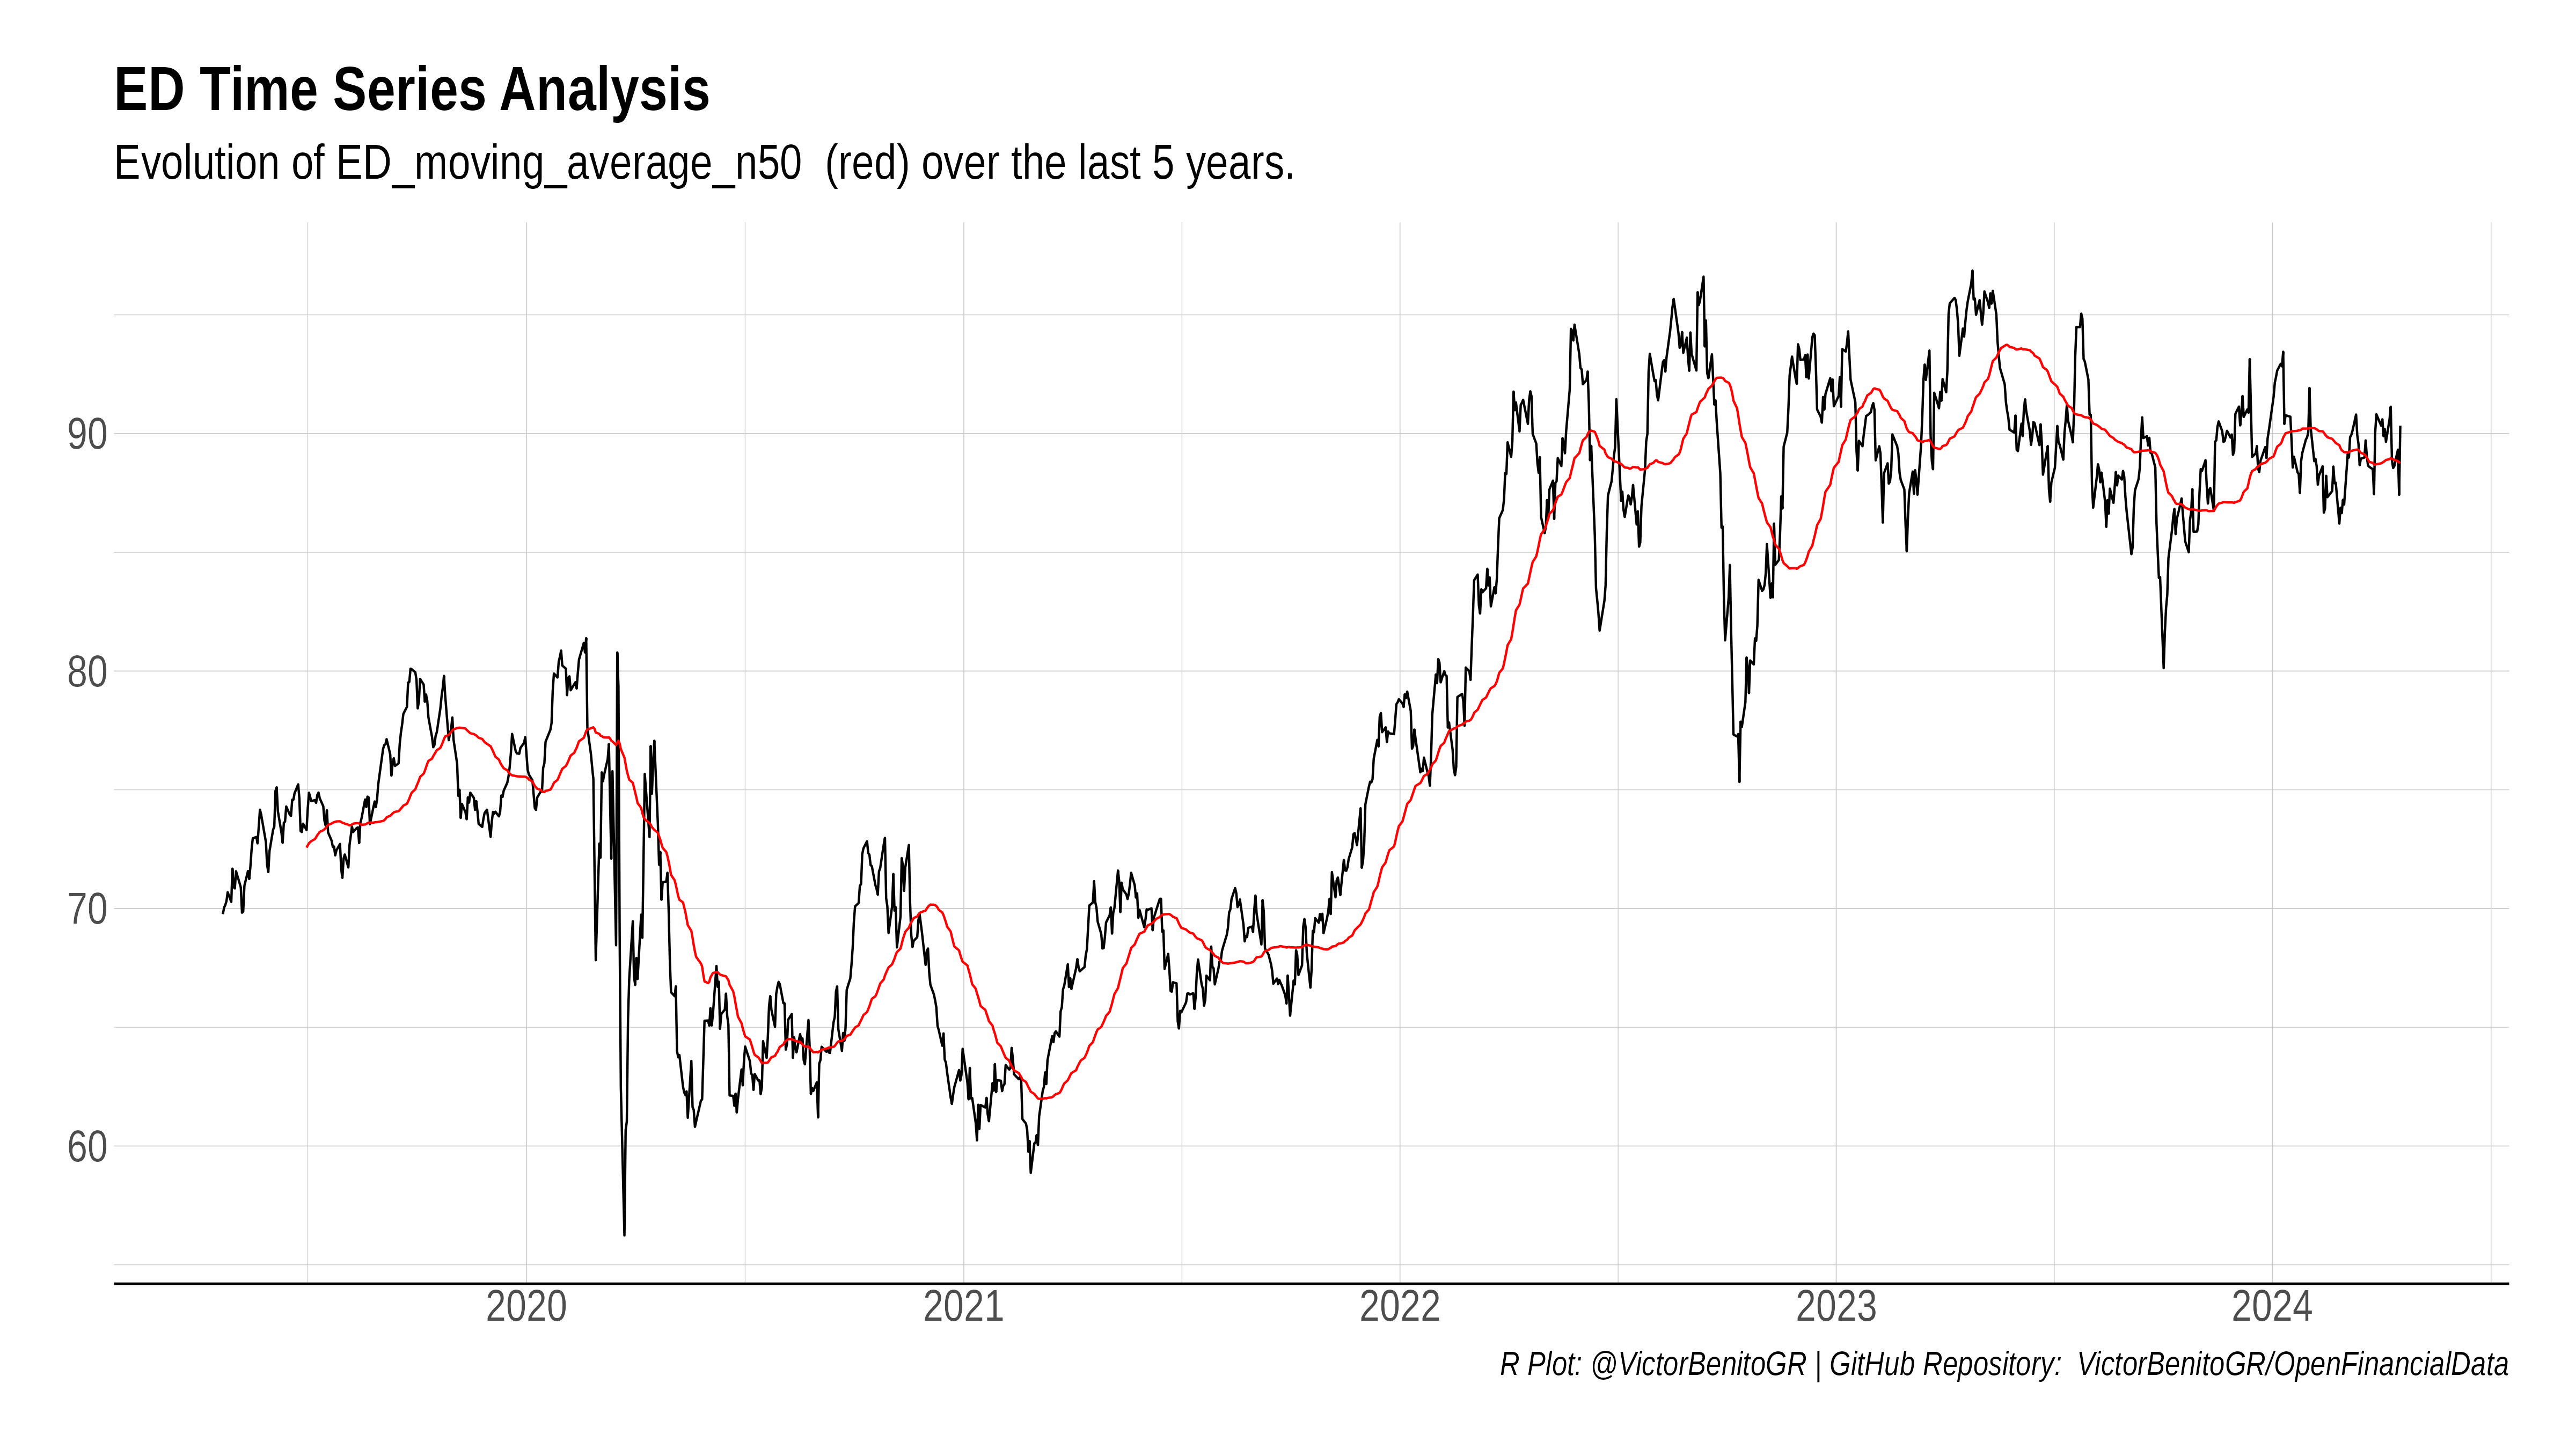 ED Time Series Analysis
Evolution of ED_moving_average_n50  (red) over the last 5 years.
90
80
70
60
2020 2021 2022 2023 2024
R Plot: @VictorBenitoGR | GitHub Repository:  VictorBenitoGR/OpenFinancialData